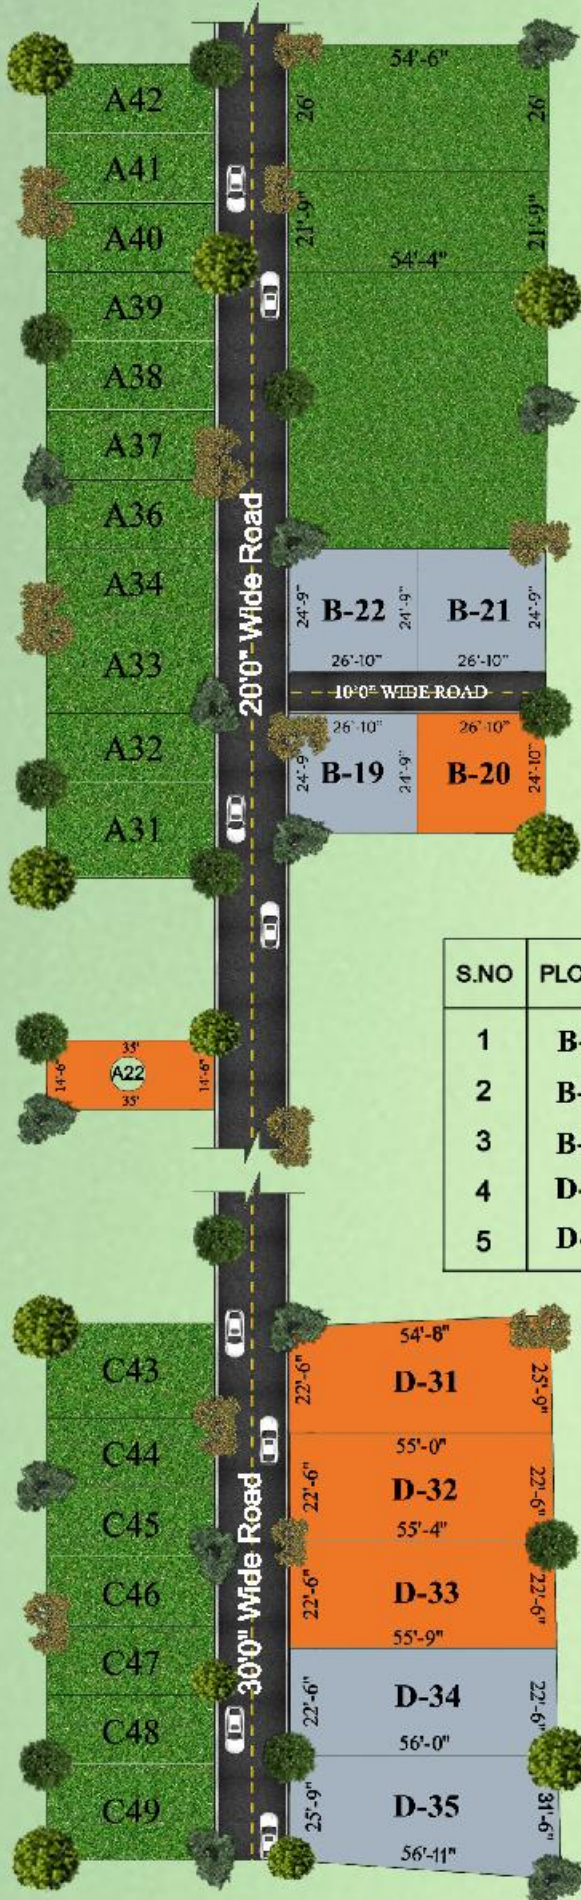 A42
A41
A40
A39
A38
A37
A36
A34
A33
A32
A31
20'0" Wide Road
54'-6"
26'
26'
21'-9"
21'-9"
54'-4"
24'-9"
B-22
24'-9"
B-21
24'-9"
26'-10"
26'-10"
10'0" WIDE ROAD
26'-10"
26'-10"
24'-9"
B-19
24'-9"
B-20
24'-10"
35'
14'-6"
A22
14'-6"
35'
S.NO PLO
1 B-
2 B-
3 B-
4 D-
5 D-
C43
C44
C45
C46
C47
C48
C49
30'0" Wide Road
54'-8"
22'-6"
D-31
25'-9"
55'-0"
22'-6"
D-32
22'-6"
55'-4"
22'-6"
D-33
22'-6"
55'-9"
22'-6"
D-34
22'-6"
56'-0"
25'-9"
D-35
31'-6"
56'-11"